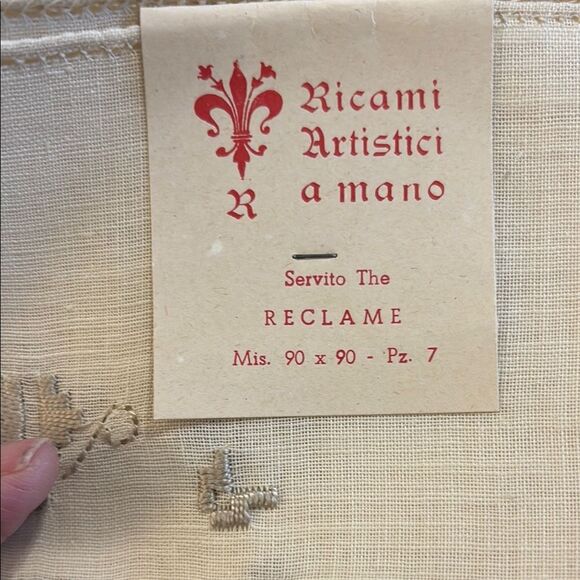 Ricami
Artistici
a mano
R
Servito The
RECLAME
Mis. 90 x 90 - Pz. 7